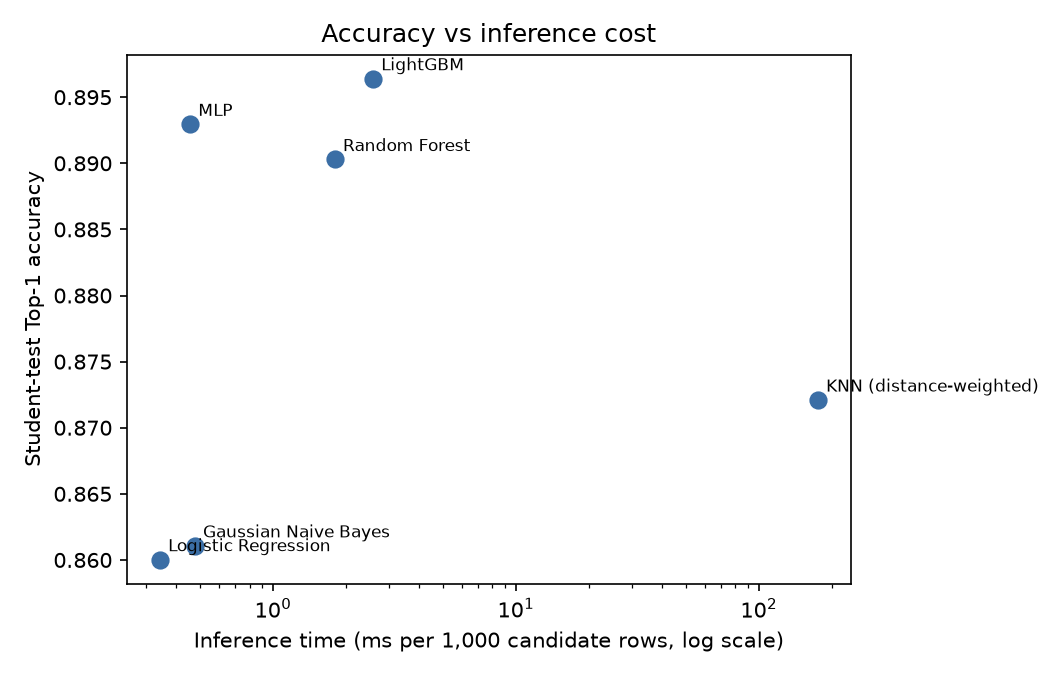 Accuracy vs inference cost
LightGBM
MLP
Random Forest
KNN (distance-weighted)
Gaussian Naive Bayes
Logistic Regression
Student-test Top-1 accuracy
0.895
0.890
0.885
0.880
0.875
0.870
0.865
0.860
10⁰ 10¹ 10²
Inference time (ms per 1,000 candidate rows, log scale)